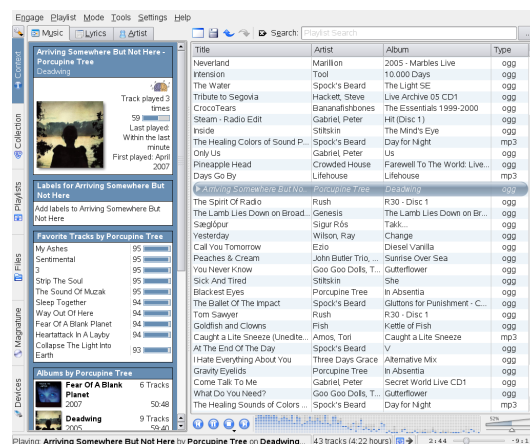 Engage Playlist Mode Tools Settings Help
Music Lyrics Artist
Search: Playlist Search
Context
Collection
Playlists
Files
Magnatune
Devices
Arriving Somewhere But Not Here -
Porcupine Tree
Deadwing
Track played 3
times
59
Last played:
Within the last
minute
First played: April
2007
Labels for Arriving Somewhere But
Not Here
Add labels to Arriving Somewhere But
Not Here
Favorite Tracks by Porcupine Tree
My Ashes 95
Sentimental 95
3 95
Strip The Soul 95
The Sound Of Muzak 95
Sleep Together 94
Way Out Of Here 94
Fear Of A Blank Planet 94
Heartattack In A Layby 94
Collapse The Light Into
Earth 93
Albums by Porcupine Tree
Fear Of A Blank 6 Tracks
Planet
2007 50:48
Deadwing 9 Tracks
2005 59:40
Title Artist Album Type
Neverland Marillion 2005 - Marbles Live ogg
Intension Tool 10.000 Days ogg
The Water Spock's Beard The Light SE ogg
Tribute to Segovia Hackett, Steve Live Archive 05 CD1 ogg
CrocoTears Bananafishbones The Essentials 1999-2000 ogg
Steam - Radio Edit Gabriel, Peter Hit (Disc 1) ogg
Inside Stiltskin The Mind's Eye ogg
The Healing Colors of Sound P... Spock's Beard Day for Night mp3
Only Us Gabriel, Peter Us ogg
Pineapple Head Crowded House Farewell To The World: Live... ogg
Days Go By Lifehouse Lifehouse mp3
Arriving Somewhere But No... Porcupine Tree Deadwing ogg
The Spirit Of Radio Rush R30 - Disc 1 ogg
The Lamb Lies Down on Broad... Genesis The Lamb Lies Down on Br... ogg
Sæglópur Sigur Rós Takk... ogg
Yesterday Wilson, Ray Change ogg
Call You Tomorrow Ezio Diesel Vanilla ogg
Peaches & Cream John Butler Trio, ... Sunrise Over Sea ogg
You Never Know Goo Goo Dolls, T... Gutterflower ogg
Sick And Tired Stiltskin She ogg
Blackest Eyes Porcupine Tree In Absentia ogg
The Ballet Of The Impact Spock's Beard Gluttons for Punishment - C... ogg
Tom Sawyer Rush R30 - Disc 1 ogg
Goldfish and Clowns Fish Kettle of Fish ogg
Caught a Lite Sneeze (Unedite... Amos, Tori Caught a Lite Sneeze mp3
At The End Of The Day Spock's Beard V ogg
I Hate Everything About You Three Days Grace Alternative Mix ogg
Gravity Eyelids Porcupine Tree In Absentia ogg
Come Talk To Me Gabriel, Peter Secret World Live CD1 ogg
What Do You Need? Goo Goo Dolls, T... Gutterflower ogg
The Healing Sounds of Colors ... Spock's Beard Day for Night mp3
52%
Playing: Arriving Somewhere But Not Here by Porcupine Tree on Deadwing... 43 tracks (4:22 hours) 2:44